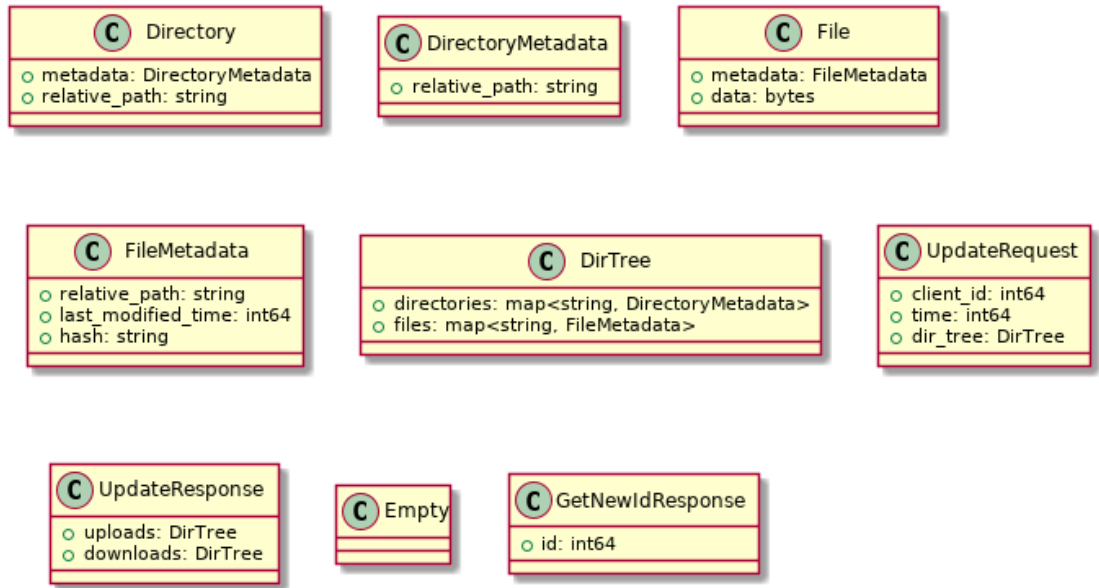 C Directory
metadata: DirectoryMetadata
relative_path: string
C DirectoryMetadata
relative_path: string
C File
metadata: FileMetadata
data: bytes
C FileMetadata
relative_path: string
last_modified_time: int64
hash: string
C DirTree
directories: map<string, DirectoryMetadata>
files: map<string, FileMetadata>
C UpdateRequest
client_id: int64
time: int64
dir_tree: DirTree
C UpdateResponse
uploads: DirTree
downloads: DirTree
C Empty
C GetNewIdResponse
id: int64